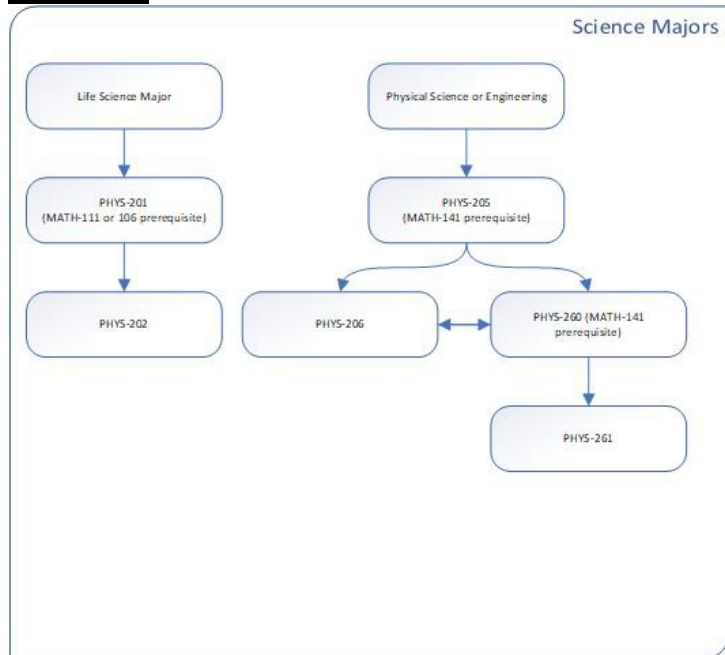 Science Majors
Life Science Major
Physical Science or Engineering
PHYS-201
(MATH-111 or 106 prerequisite)
PHYS-205
(MATH-141 prerequisite)
PHYS-202
PHYS-206
PHYS-260 (MATH-141
prerequisite)
PHYS-261